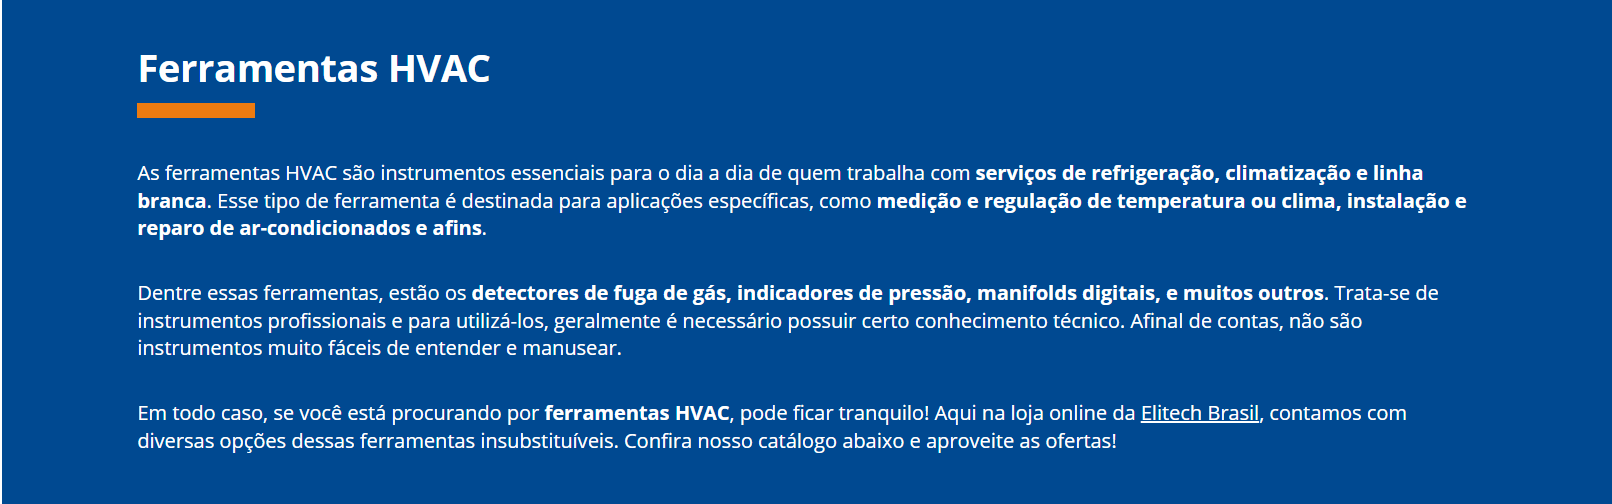 Ferramentas HVAC
As ferramentas HVAC são instrumentos essenciais para o dia a dia de quem trabalha com serviços de refrigeração, climatização e linha
branca. Esse tipo de ferramenta é destinada para aplicações específicas, como medição e regulação de temperatura ou clima, instalação e
reparo de ar-condicionados e afins.
Dentre essas ferramentas, estão os detectores de fuga de gás, indicadores de pressão, manifolds digitais, e muitos outros. Trata-se de
instrumentos profissionais e para utilizá-los, geralmente é necessário possuir certo conhecimento técnico. Afinal de contas, não são
instrumentos muito fáceis de entender e manusear.
Em todo caso, se você está procurando por ferramentas HVAC, pode ficar tranquilo! Aqui na loja online da Elitech Brasil, contamos com
diversas opções dessas ferramentas insubstituíveis. Confira nosso catálogo abaixo e aproveite as ofertas!